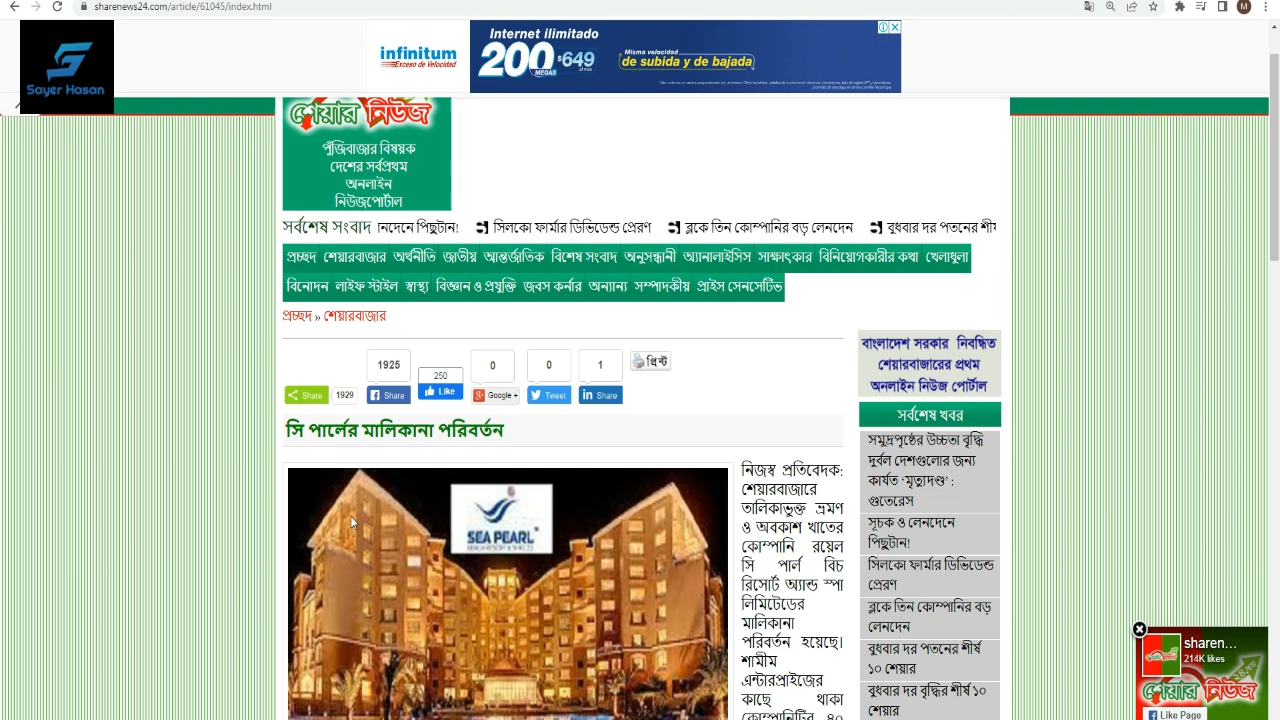 sharenews24.com/article/61045/index.html
M
Sayer Hasan
infinitum
Exceso de Velocidad
Internet ilimitado
200 MEGAS $649 al mes
Misma velocidad
de subida y de bajada
শেয়ার নিউজ
পুঁজিবাজার বিষয়ক
দেশের সর্বপ্রথম
অনলাইন
নিউজপোর্টাল
সর্বশেষ সংবাদ নদেনে পিছুটান! সিলকো ফার্মার ডিভিডেন্ড প্রেরণ ব্লকে তিন কোম্পানির বড় লেনদেন বুধবার দর পতনের শীর্ষ
প্রচ্ছদ শেয়ারবাজার অর্থনীতি জাতীয় আন্তর্জাতিক বিশেষ সংবাদ অনুসন্ধানী অ্যানালাইসিস সাক্ষাৎকার বিনিয়োগকারীর কথা খেলাধুলা
বিনোদন লাইফ স্টাইল স্বাস্থ্য বিজ্ঞান ও প্রযুক্তি জবস কর্নার অন্যান্য সম্পাদকীয় প্রাইস সেনসেটিভ
প্রচ্ছদ » শেয়ারবাজার
1925 250 0 0 1 প্রিন্ট
Share 1929 Share Like Google + Tweet Share
সি পার্লের মালিকানা পরিবর্তন
SEA PEARL
নিজস্ব প্রতিবেদক:
শেয়ারবাজারে
তালিকাভুক্ত ভ্রমণ
ও অবকাশ খাতের
কোম্পানি রয়েল
সি পার্ল বিচ
রিসোর্ট অ্যান্ড স্পা
লিমিটেডের
মালিকানা
পরিবর্তন হয়েছে।
শামীম
এন্টারপ্রাইজের
কাছে থাকা
কোম্পানিটির ৪০
বাংলাদেশ সরকার নিবন্ধিত
শেয়ারবাজারের প্রথম
অনলাইন নিউজ পোর্টাল
সর্বশেষ খবর
সমুদ্রপৃষ্ঠের উচ্চতা বৃদ্ধি
দুর্বল দেশগুলোর জন্য
কার্যত ‘মৃত্যুদণ্ড’ :
গুতেরেস
সূচক ও লেনদেনে
পিছুটান!
সিলকো ফার্মার ডিভিডেন্ড
প্রেরণ
ব্লকে তিন কোম্পানির বড়
লেনদেন
বুধবার দর পতনের শীর্ষ
১০ শেয়ার
বুধবার দর বৃদ্ধির শীর্ষ ১০
শেয়ার
sharen...
214K likes
শেয়ার নিউজ
Like Page